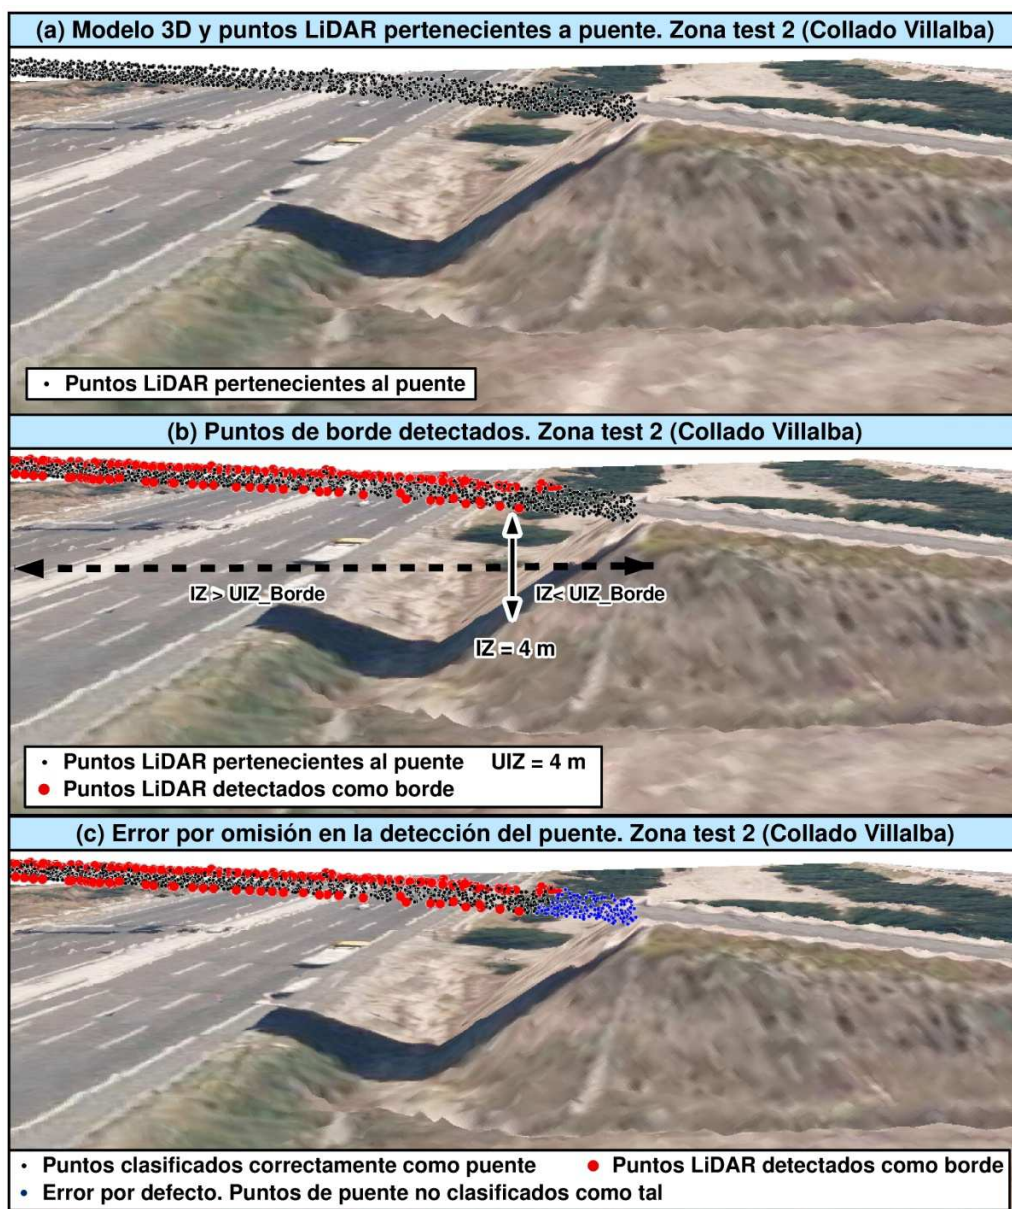 (a) Modelo 3D y puntos LiDAR pertenecientes a puente. Zona test 2 (Collado Villalba)
Puntos LiDAR pertenecientes al puente
(b) Puntos de borde detectados. Zona test 2 (Collado Villalba)
IZ > UIZ_Borde
IZ< UIZ_Borde
IZ = 4 m
Puntos LiDAR pertenecientes al puente UIZ = 4 m
Puntos LiDAR detectados como borde
(c) Error por omisión en la detección del puente. Zona test 2 (Collado Villalba)
Puntos clasificados correctamente como puente
Puntos LiDAR detectados como borde
Error por defecto. Puntos de puente no clasificados como tal